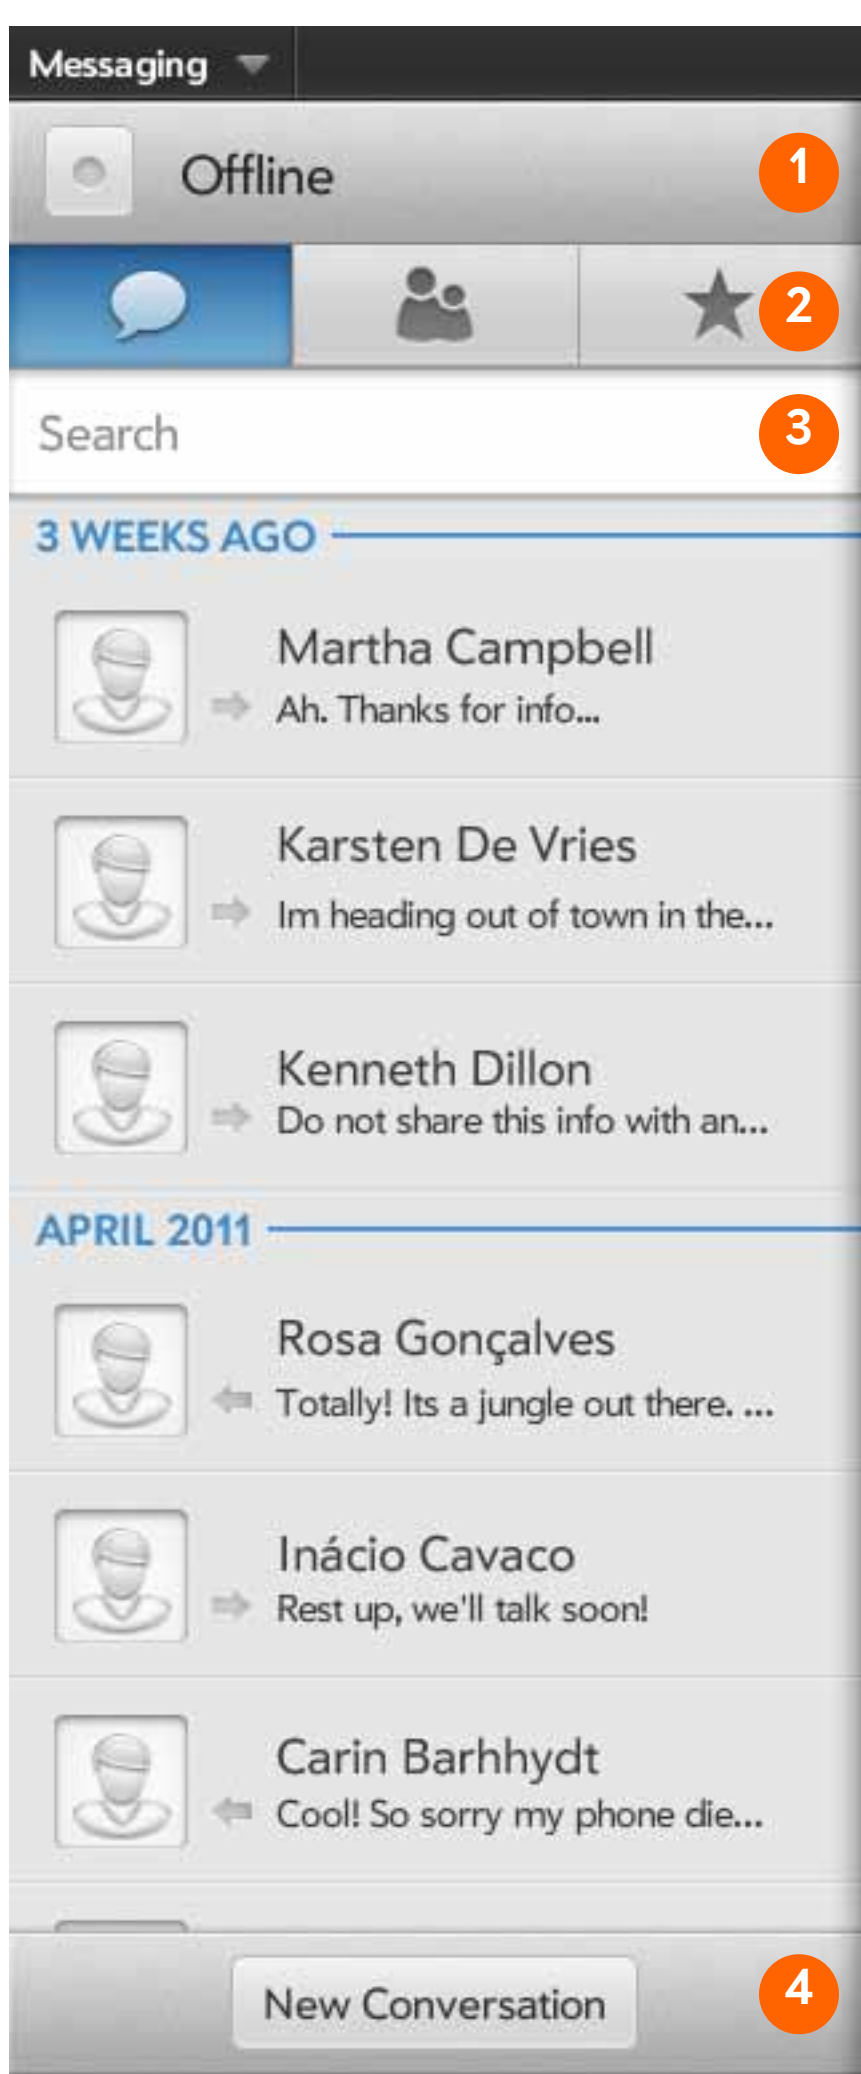 Messaging
Offline 1
2
Search 3
3 WEEKS AGO
Martha Campbell
Ah. Thanks for info...
Karsten De Vries
Im heading out of town in the...
Kenneth Dillon
Do not share this info with an...
APRIL 2011
Rosa Gonçalves
Totally! Its a jungle out there. ...
Inácio Cavaco
Rest up, we'll talk soon!
Carin Barhhydt
Cool! So sorry my phone die...
New Conversation 4